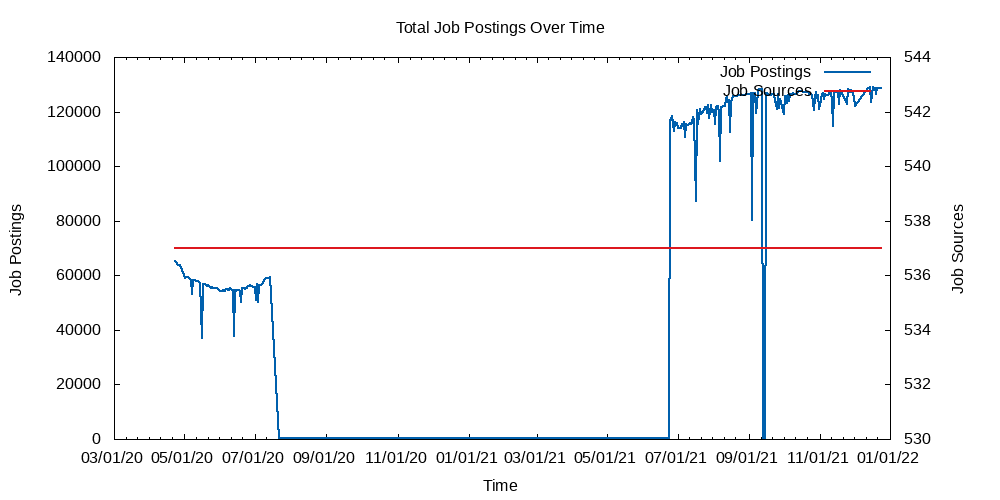 Total Job Postings Over Time
140000
120000
100000
80000
60000
40000
20000
0
544
542
540
538
536
534
532
530
Job Postings
Job Sources
Job Postings
Job Sources
03/01/20 05/01/20 07/01/20 09/01/20 11/01/20 01/01/21 03/01/21 05/01/21 07/01/21 09/01/21 11/01/21 01/01/22
Time